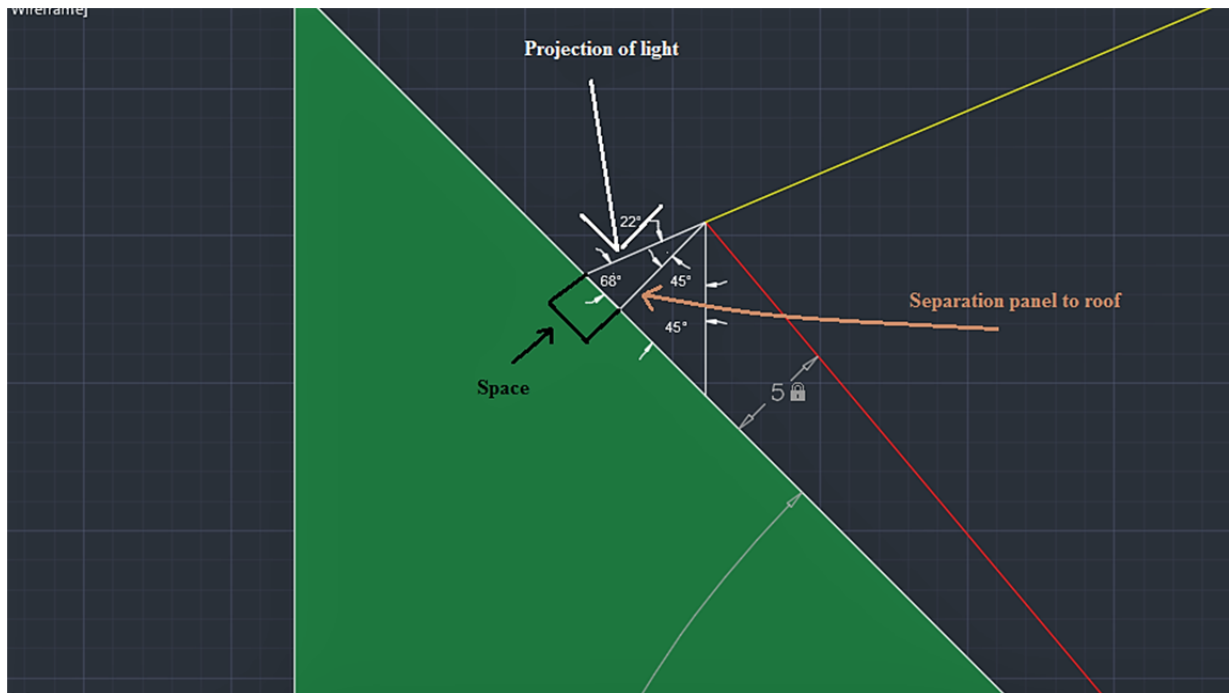 Wireframe]
Projection of light
22°
68°
45°
Separation panel to roof
45°
5
Space